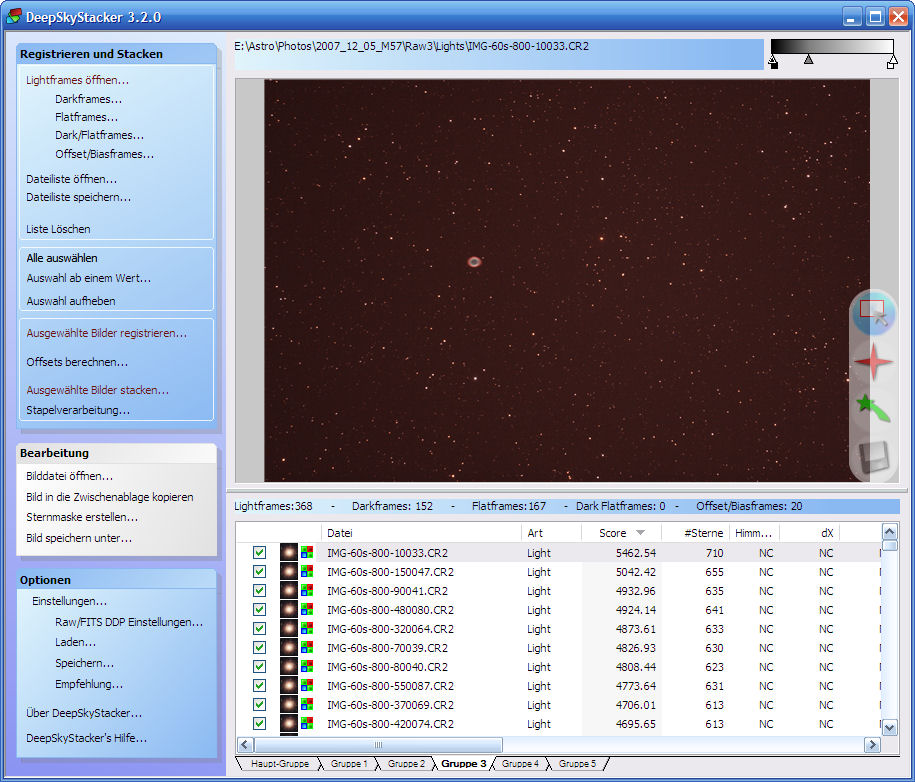 DeepSkyStacker 3.2.0
Registrieren und Stacken
Lightframes öffnen...
Darkframes...
Flatframes...
Dark/Flatframes...
Offset/Biasframes...
Dateiliste öffnen...
Dateiliste speichern...
Liste Löschen
Alle auswählen
Auswahl ab einem Wert...
Auswahl aufheben
Ausgewählte Bilder registrieren...
Offsets berechnen...
Ausgewählte Bilder stacken...
Stapelverarbeitung...
Bearbeitung
Bilddatei öffnen...
Bild in die Zwischenablage kopieren
Sternmaske erstellen...
Bild speichern unter...
Optionen
Einstellungen...
Raw/FITS DDP Einstellungen...
Laden...
Speichern...
Empfehlung...
Über DeepSkyStacker...
DeepSkyStacker's Hilfe...
E:\Astro\Photos\2007_12_05_M57\Raw3\Lights\IMG-60s-800-10033.CR2
Lightframes:368 - Darkframes: 152 - Flatframes:167 - Dark Flatframes: 0 - Offset/Biasframes: 20
Datei Art Score #Sterne Himm... dX
IMG-60s-800-10033.CR2 Light 5462.54 710 NC NC
IMG-60s-800-150047.CR2 Light 5042.42 655 NC NC
IMG-60s-800-90041.CR2 Light 4932.96 635 NC NC
IMG-60s-800-480080.CR2 Light 4924.14 641 NC NC
IMG-60s-800-320064.CR2 Light 4873.61 633 NC NC
IMG-60s-800-70039.CR2 Light 4826.93 630 NC NC
IMG-60s-800-80040.CR2 Light 4808.44 623 NC NC
IMG-60s-800-550087.CR2 Light 4773.64 631 NC NC
IMG-60s-800-370069.CR2 Light 4706.01 613 NC NC
IMG-60s-800-420074.CR2 Light 4695.65 613 NC NC
Haupt-Gruppe Gruppe 1 Gruppe 2 Gruppe 3 Gruppe 4 Gruppe 5